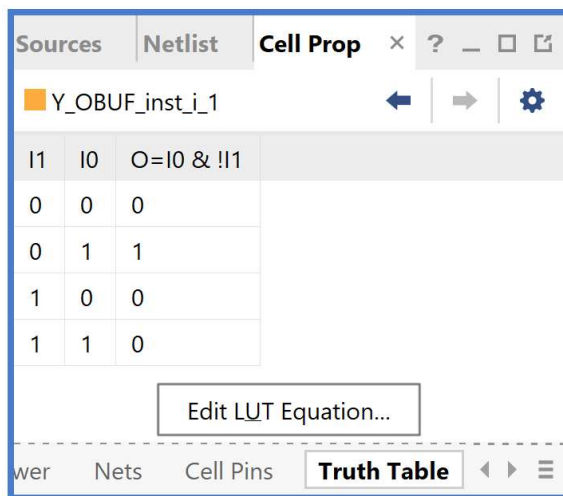 Sources Netlist Cell Prop × ?
Y_OBUF_inst_i_1
I1 I0 O=I0 & !I1
0 0 0
0 1 1
1 0 0
1 1 0
Edit LUT Equation...
wer Nets Cell Pins Truth Table